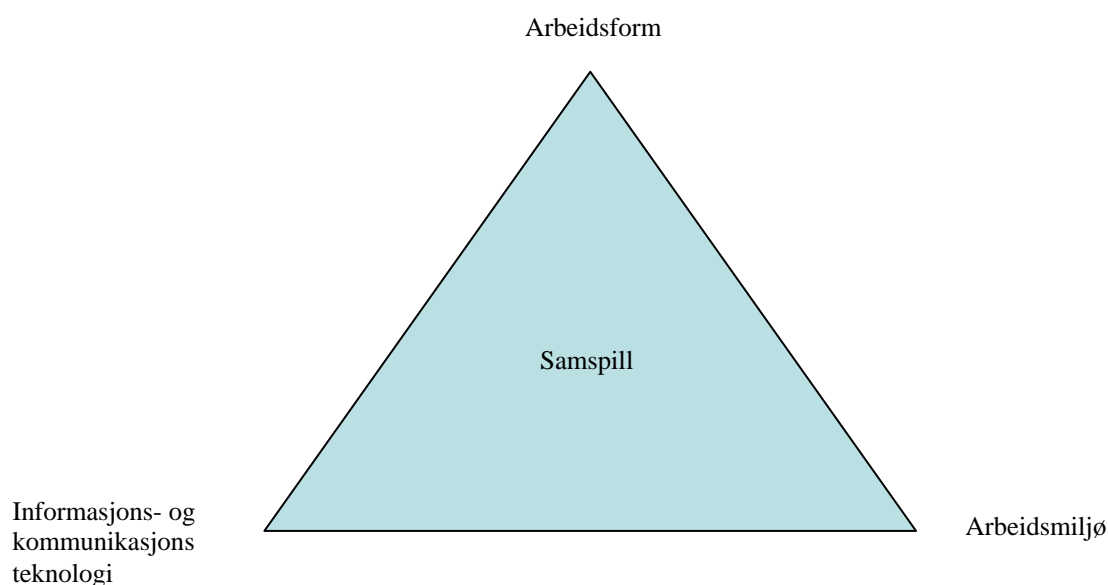 Arbeidsform
Samspill
Informasjons- og
kommunikasjons
teknologi
Arbeidsmiljø